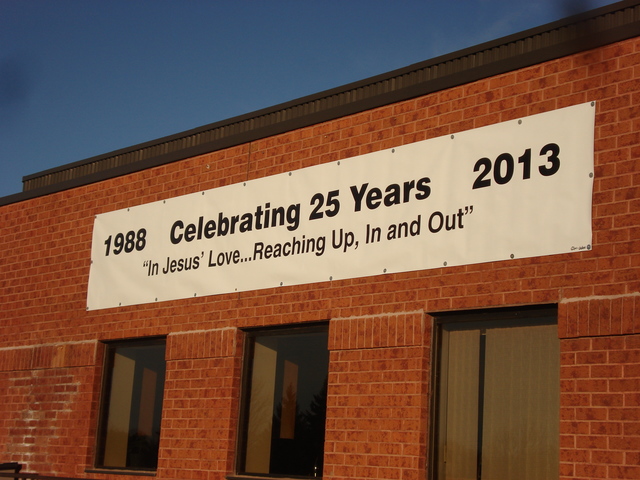 1988 Celebrating 25 Years 2013
"In Jesus' Love...Reaching Up, In and Out"